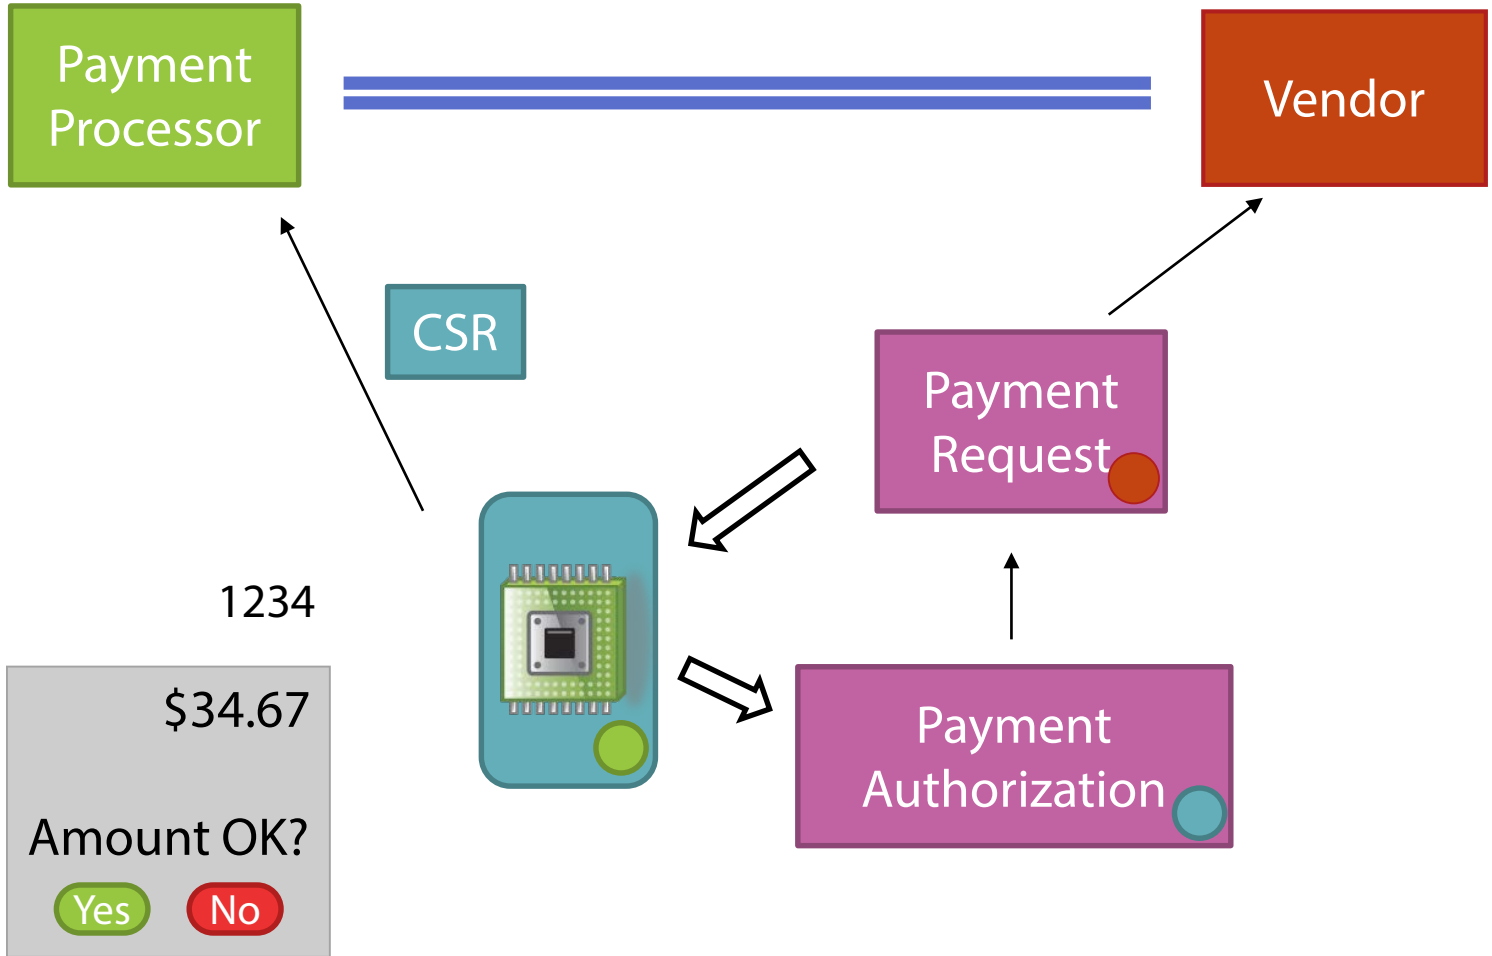 Payment
Processor
Vendor
CSR
Payment
Request
1234
$34.67
Amount OK?
Yes
No
Payment
Authorization